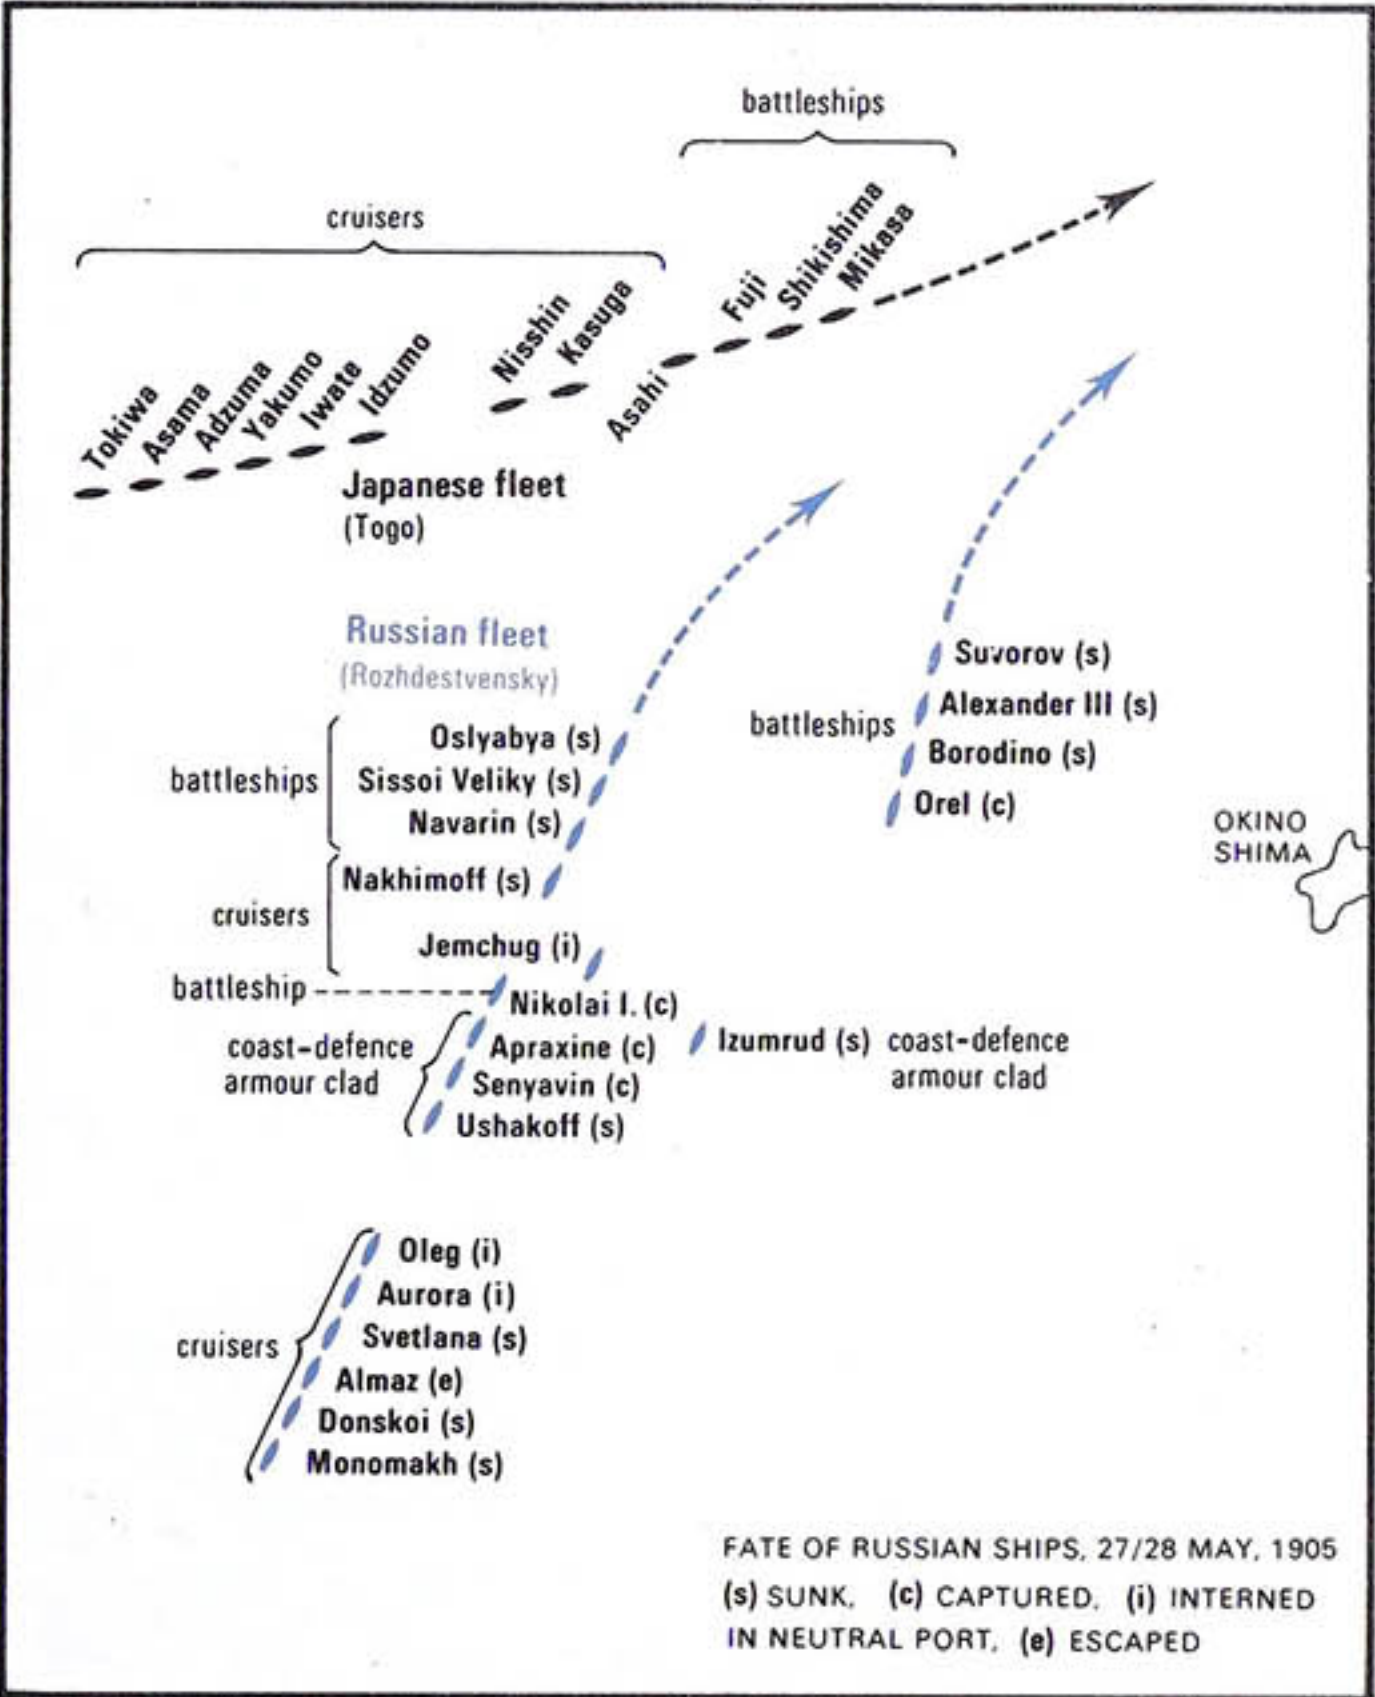 battleships
cruisers
Tokiwa
Asama
Adzuma
Yakumo
Iwate
Idzumo
Nisshin
Kasuga
Asahi
Fuji
Shikishima
Mikasa
Japanese fleet
(Togo)
Russian fleet
(Rozhdestvensky)
battleships
Oslyabya (s)
Sissoi Veliky (s)
Navarin (s)
cruisers
Nakhimoff (s)
Jemchug (i)
battleship
Nikolai I. (c)
coast-defence
armour clad
Apraxine (c)
Senyavin (c)
Ushakoff (s)
battleships
Suvorov (s)
Alexander III (s)
Borodino (s)
Orel (c)
OKINO
SHIMA
Izumrud (s) coast-defence
armour clad
cruisers
Oleg (i)
Aurora (i)
Svetlana (s)
Almaz (e)
Donskoi (s)
Monomakh (s)
FATE OF RUSSIAN SHIPS, 27/28 MAY, 1905
(s) SUNK, (c) CAPTURED, (i) INTERNED
IN NEUTRAL PORT, (e) ESCAPED